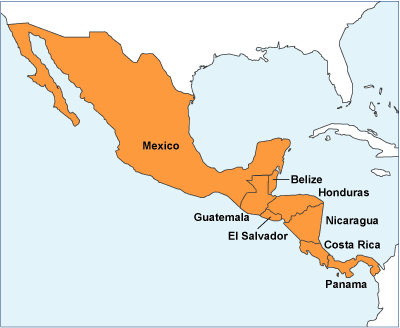 Mexico
Belize
Honduras
Guatemala
Nicaragua
El Salvador
Costa Rica
Panama